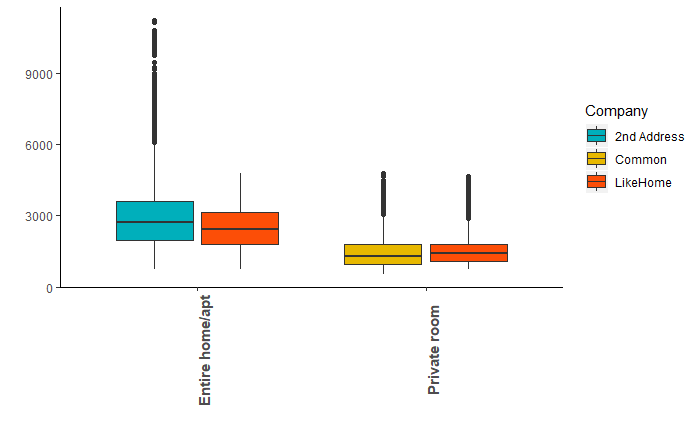 9000
6000
3000
0
Entire home/apt
Private room
Company
2nd Address
Common
LikeHome